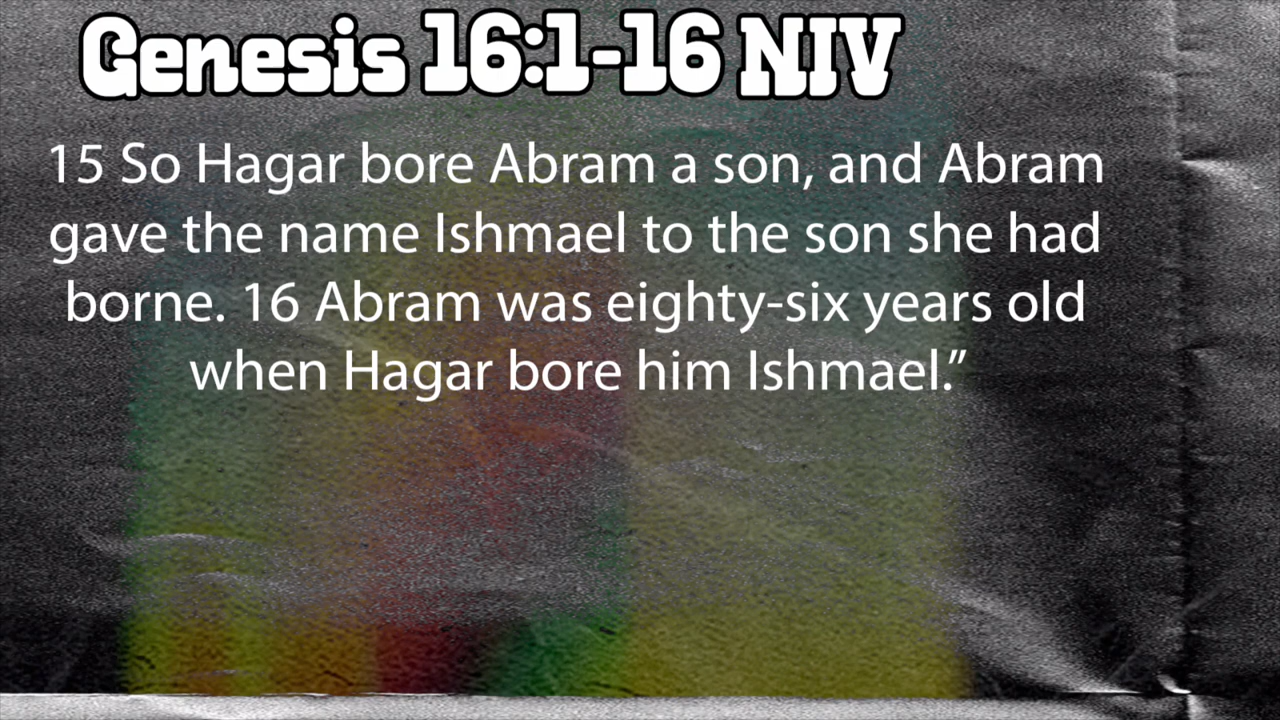 Genesis 16:1-16 NIV
15 So Hagar bore Abram a son, and Abram
gave the name Ishmael to the son she had
borne. 16 Abram was eighty-six years old
when Hagar bore him Ishmael.”